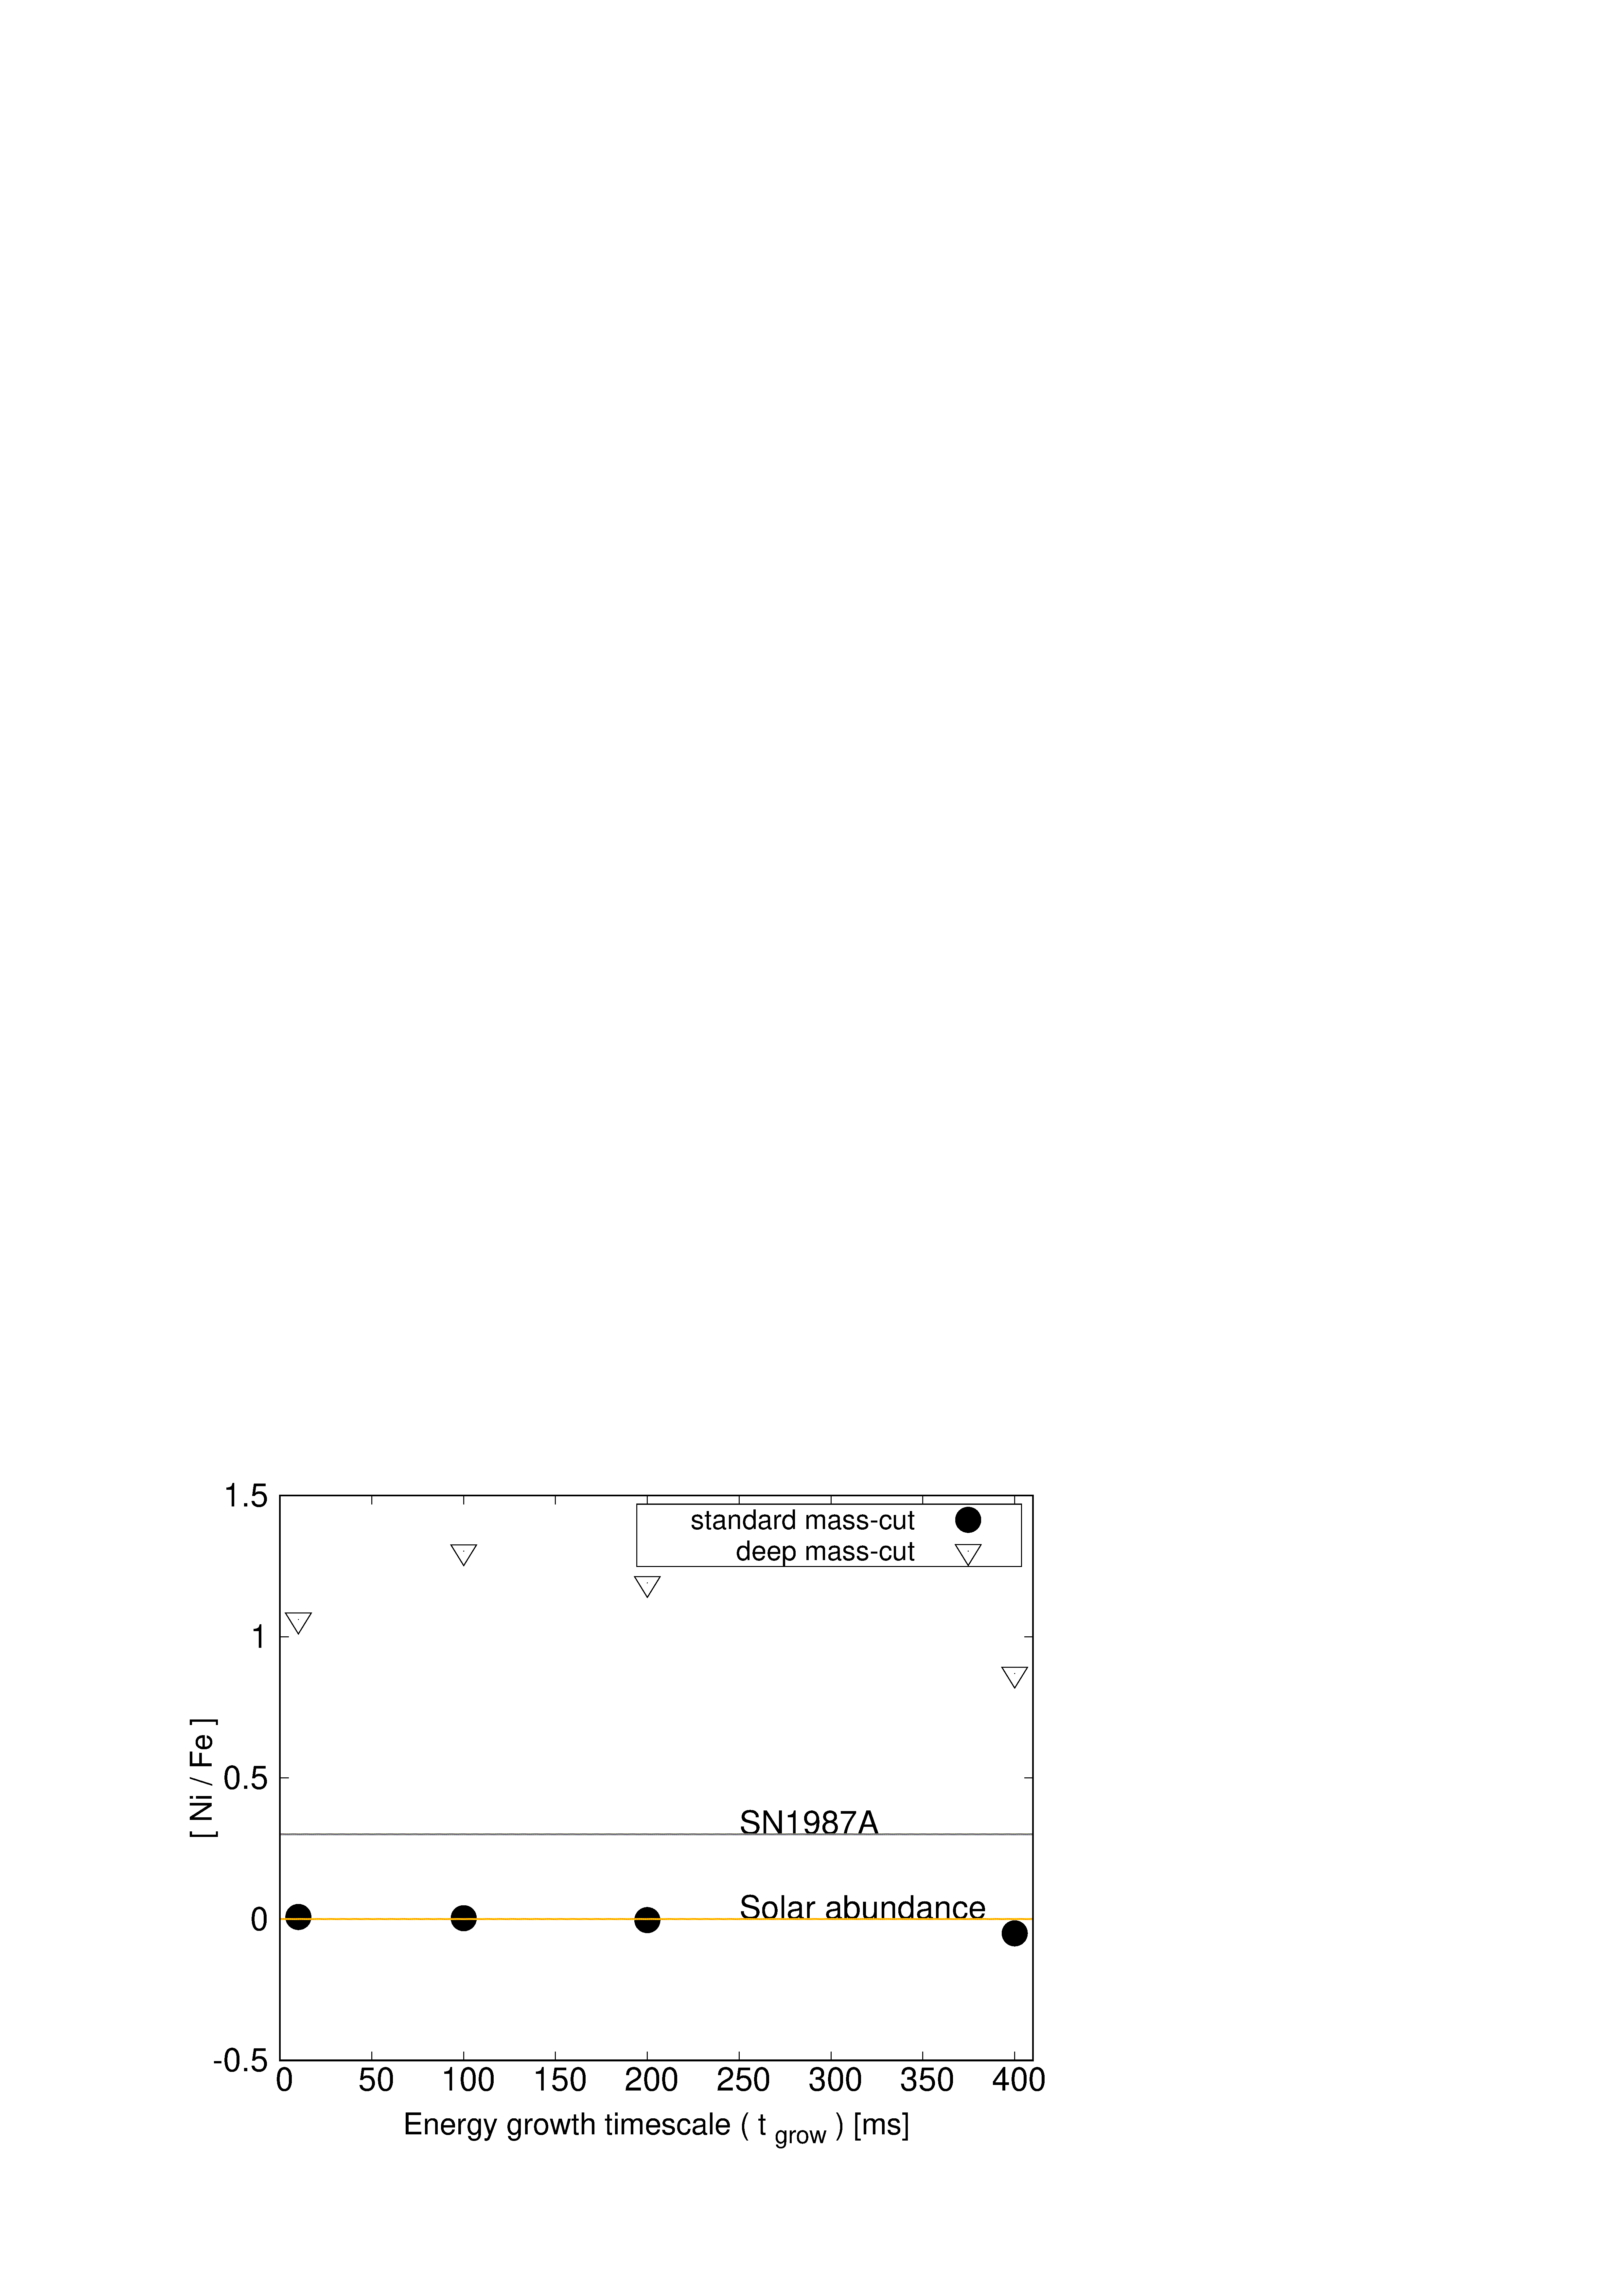 1.5
standard mass-cut
deep mass-cut
1
[ Ni / Fe ]
0.5
SN1987A
Solar abundance
0
-0.5
0 50 100 150 200 250 300 350 400
Energy growth timescale ( t grow ) [ms]